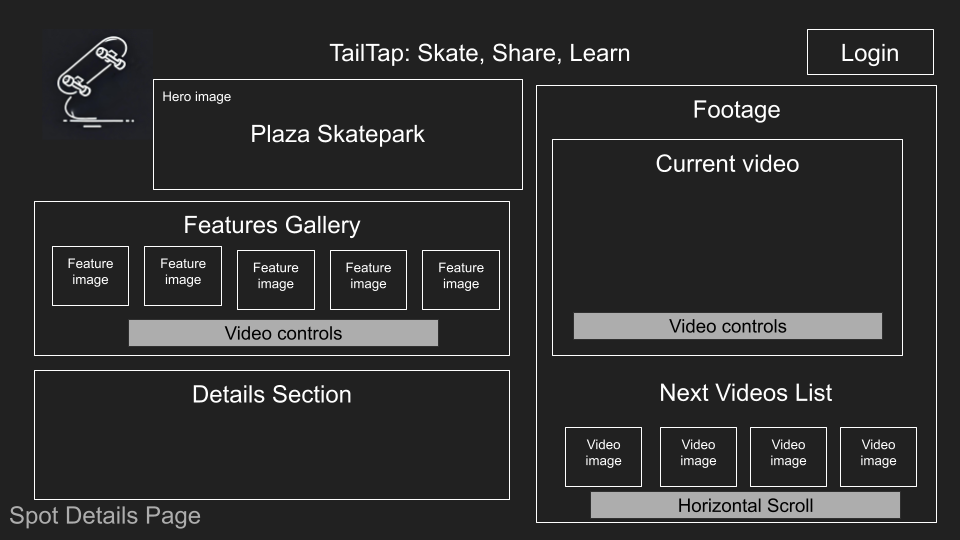 TailTap: Skate, Share, Learn
Login
Hero image
Plaza Skatepark
Features Gallery
Feature
image
Feature
image
Feature
image
Feature
image
Feature
image
Video controls
Details Section
Footage
Current video
Video controls
Next Videos List
Video
image
Video
image
Video
image
Video
image
Horizontal Scroll
Spot Details Page